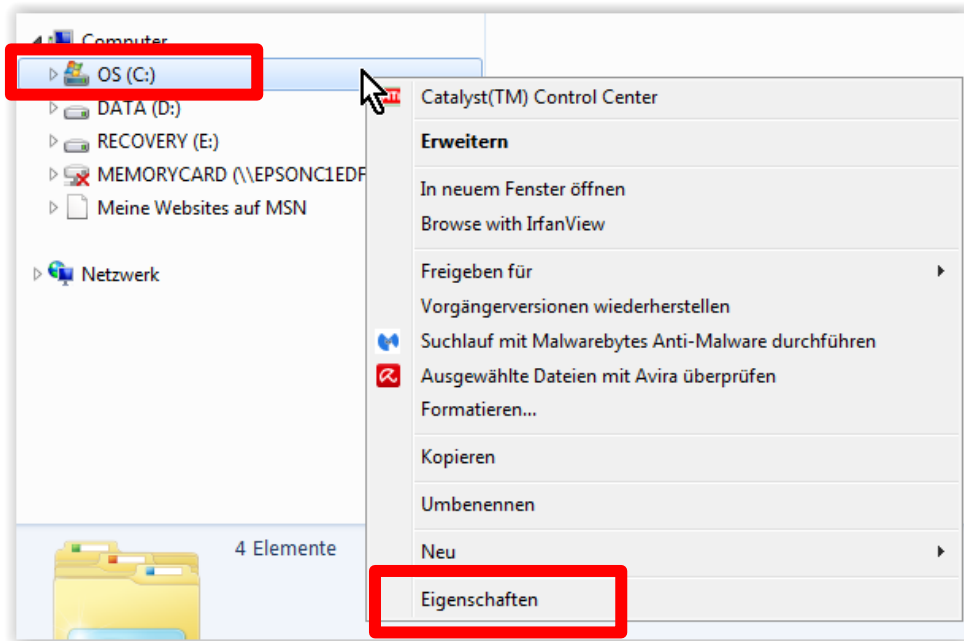 Computer
OS (C:)
DATA (D:)
RECOVERY (E:)
MEMORYCARD (\\EPSONC1EDF
Meine Websites auf MSN
Netzwerk
4 Elemente
Catalyst(TM) Control Center
Erweitern
In neuem Fenster öffnen
Browse with IrfanView
Freigeben für
Vorgängerversionen wiederherstellen
Suchlauf mit Malwarebytes Anti-Malware durchführen
Ausgewählte Dateien mit Avira überprüfen
Formatieren...
Kopieren
Umbenennen
Neu
Eigenschaften